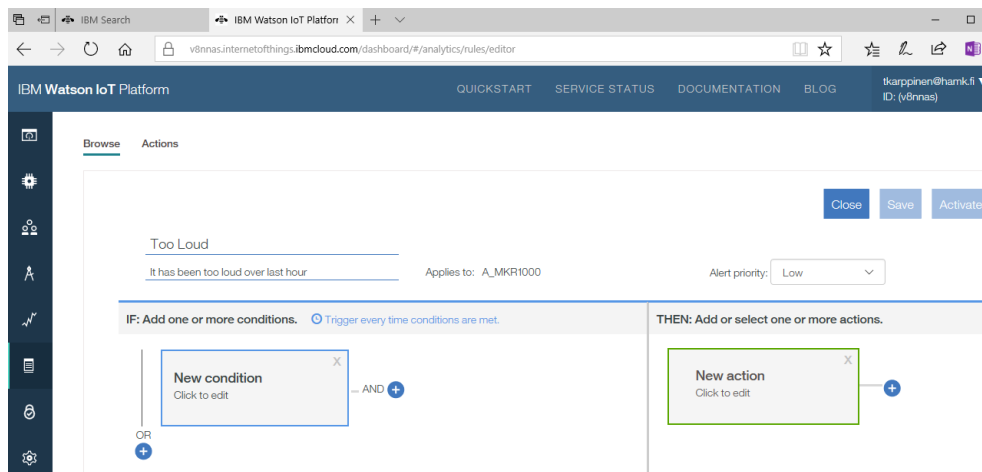 IBM Search
IBM Watson IoT Platforr
v8nnas.internetofthings.ibmcloud.com/dashboard/#/analytics/rules/editor
IBM Watson IoT Platform
QUICKSTART SERVICE STATUS DOCUMENTATION BLOG
tkarppinen@hamk.fi
ID: (v8nnas)
Browse Actions
Close Save Activate
Too Loud
It has been too loud over last hour
Applies to: A_MKR1000
Alert priority: Low
IF: Add one or more conditions. Trigger every time conditions are met.
THEN: Add or select one or more actions.
New condition X
Click to edit
AND
OR
New action X
Click to edit